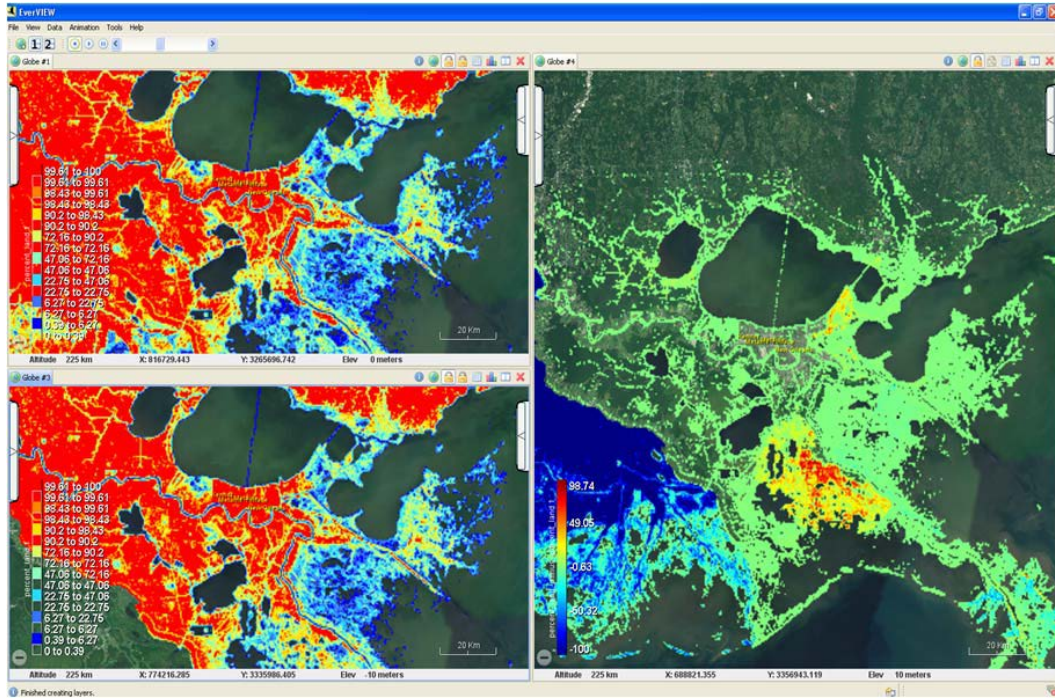 EverVIEW
File View Data Animation Tools Help
1 2
Globe #1
99.61 to 100
99.61 to 99.61
98.43 to 99.61
98.43 to 98.43
90.2 to 98.43
90.2 to 90.2
72.16 to 90.2
72.16 to 72.16
47.06 to 72.16
47.06 to 47.06
22.75 to 47.06
22.75 to 22.75
6.27 to 22.75
6.27 to 6.27
0.39 to 6.27
0 to 0.39
percent_land_t
20 Km
Altitude 225 km X: 816729.443 Y: 3265696.742 Elev 0 meters
Globe #3
99.61 to 100
99.61 to 99.61
98.43 to 99.61
98.43 to 98.43
90.2 to 98.43
90.2 to 90.2
72.16 to 90.2
72.16 to 72.16
47.06 to 72.16
47.06 to 47.06
22.75 to 47.06
22.75 to 22.75
6.27 to 22.75
6.27 to 6.27
0.39 to 6.27
0 to 0.39
percent_land_t
20 Km
Altitude 225 km X: 774216.285 Y: 3335986.405 Elev -10 meters
Globe #4
98.74
49.05
-0.63
-50.32
-100
20 Km
Altitude 225 km X: 688821.355 Y: 3356943.119 Elev 10 meters
Finished creating layers.